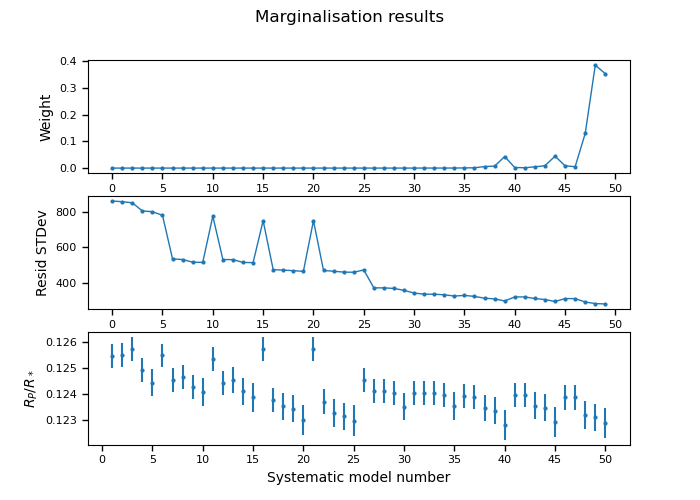 Marginalisation results
0.4
0.3
0.2
0.1
0.0
Weight
0 5 10 15 20 25 30 35 40 45 50
800
600
400
Resid STDev
0 5 10 15 20 25 30 35 40 45 50
0.126
0.125
0.124
0.123
R_P/R_*
0 5 10 15 20 25 30 35 40 45 50
Systematic model number